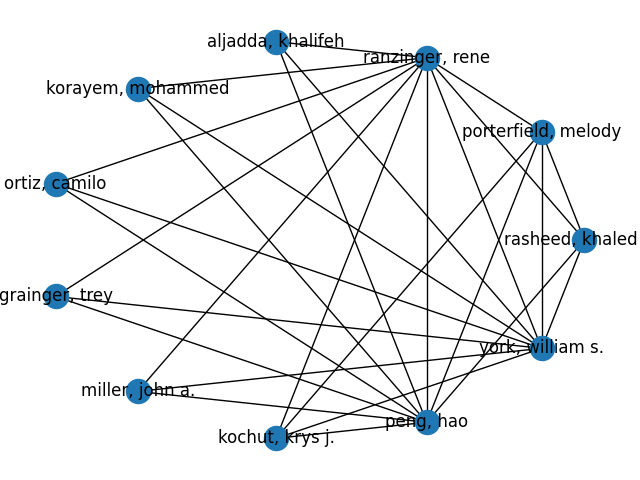 aljadda, khalifeh
ranzinger, rene
korayem, mohammed
porterfield, melody
ortiz, camilo
rasheed, khaled
grainger, trey
york, william s.
miller, john a.
peng, hao
kochut, krys j.